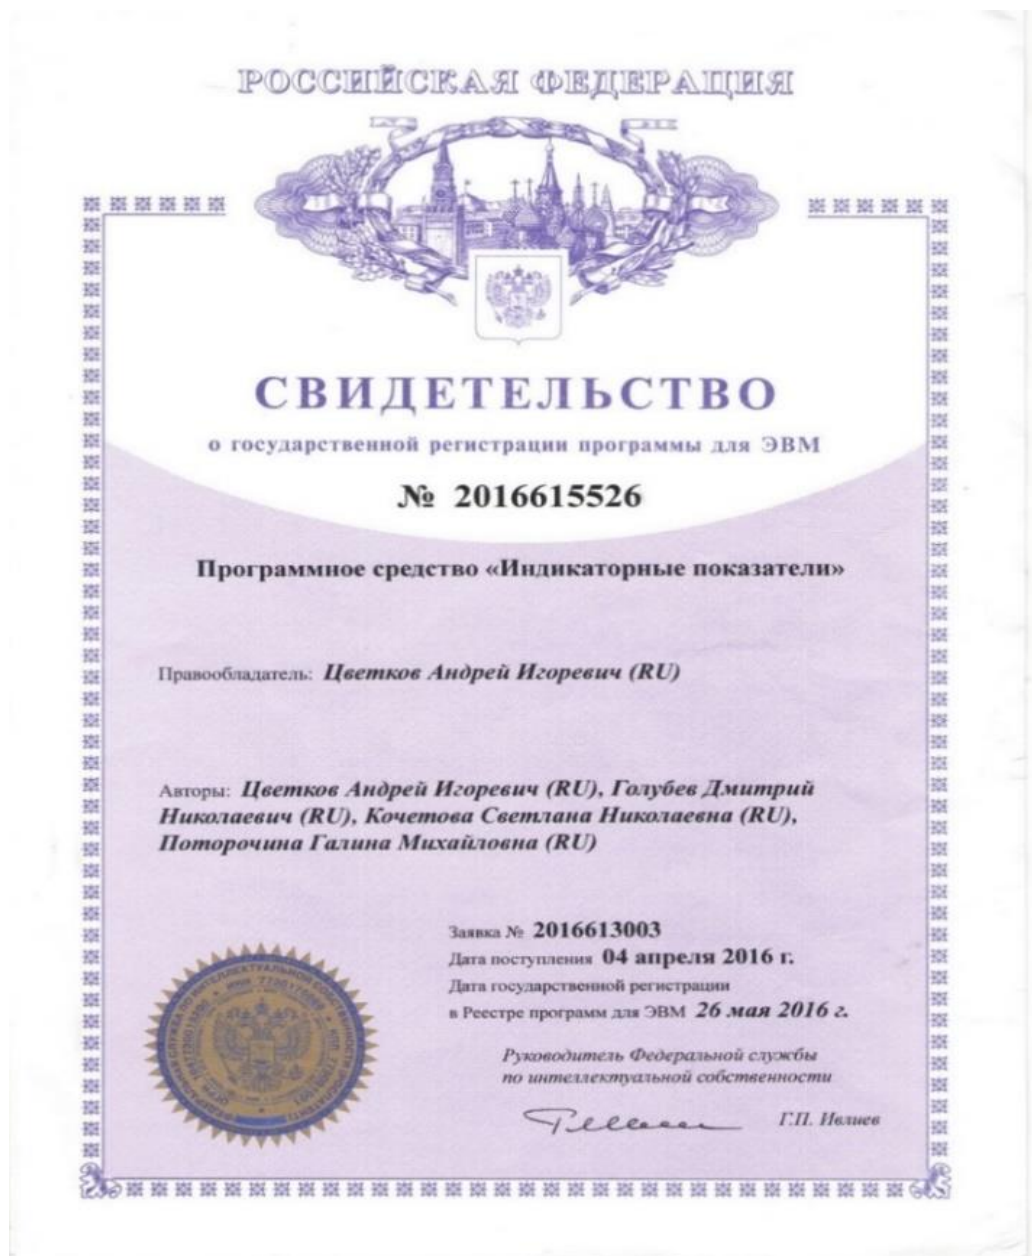 РОССИЙСКАЯ ФЕДЕРАЦИЯ
СВИДЕТЕЛЬСТВО
о государственной регистрации программы для ЭВМ
№ 2016615526
Программное средство «Индикаторные показатели»
Правообладатель: Цветков Андрей Игоревич (RU)
Авторы: Цветков Андрей Игоревич (RU), Голубев Дмитрий
Николаевич (RU), Кочетова Светлана Николаевна (RU),
Поторочина Галина Михайловна (RU)
Заявка № 2016613003
Дата поступления 04 апреля 2016 г.
Дата государственной регистрации
в Реестре программ для ЭВМ 26 мая 2016 г.
Руководитель Федеральной службы
по интеллектуальной собственности
Г.П. Ивлиев